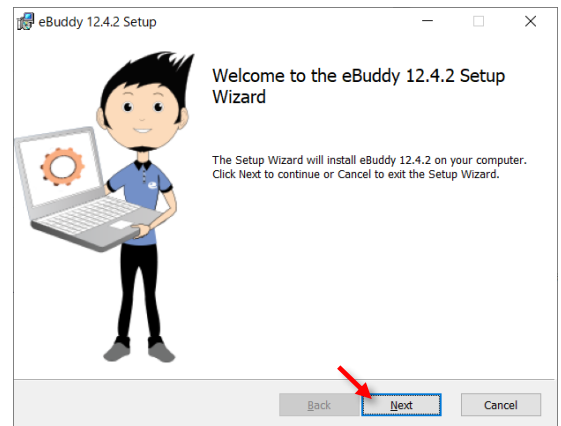 eBuddy 12.4.2 Setup
Welcome to the eBuddy 12.4.2 Setup
Wizard
The Setup Wizard will install eBuddy 12.4.2 on your computer.
Click Next to continue or Cancel to exit the Setup Wizard.
Back Next Cancel